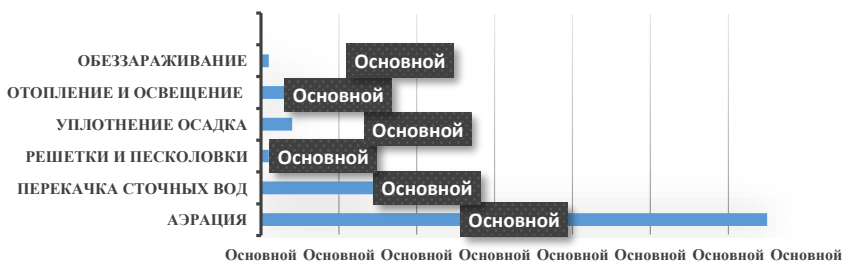 ОБЕЗЗАРАЖИВАНИЕ
Основной
ОТОПЛЕНИЕ И ОСВЕЩЕНИЕ
Основной
УПЛОТНЕНИЕ ОСАДКА
Основной
РЕШЕТКИ И ПЕСКОЛОВКИ
Основной
ПЕРЕКАЧКА СТОЧНЫХ ВОД
Основной
АЭРАЦИЯ
Основной
Основной Основной Основной Основной Основной Основной Основной Основной